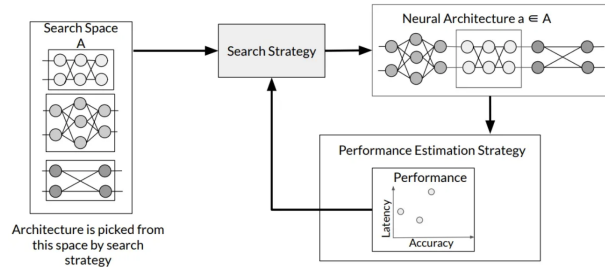 Search Space
A
Architecture is picked from
this space by search
strategy
Search Strategy
Neural Architecture a ∈ A
Performance Estimation Strategy
Performance
Latency
Accuracy